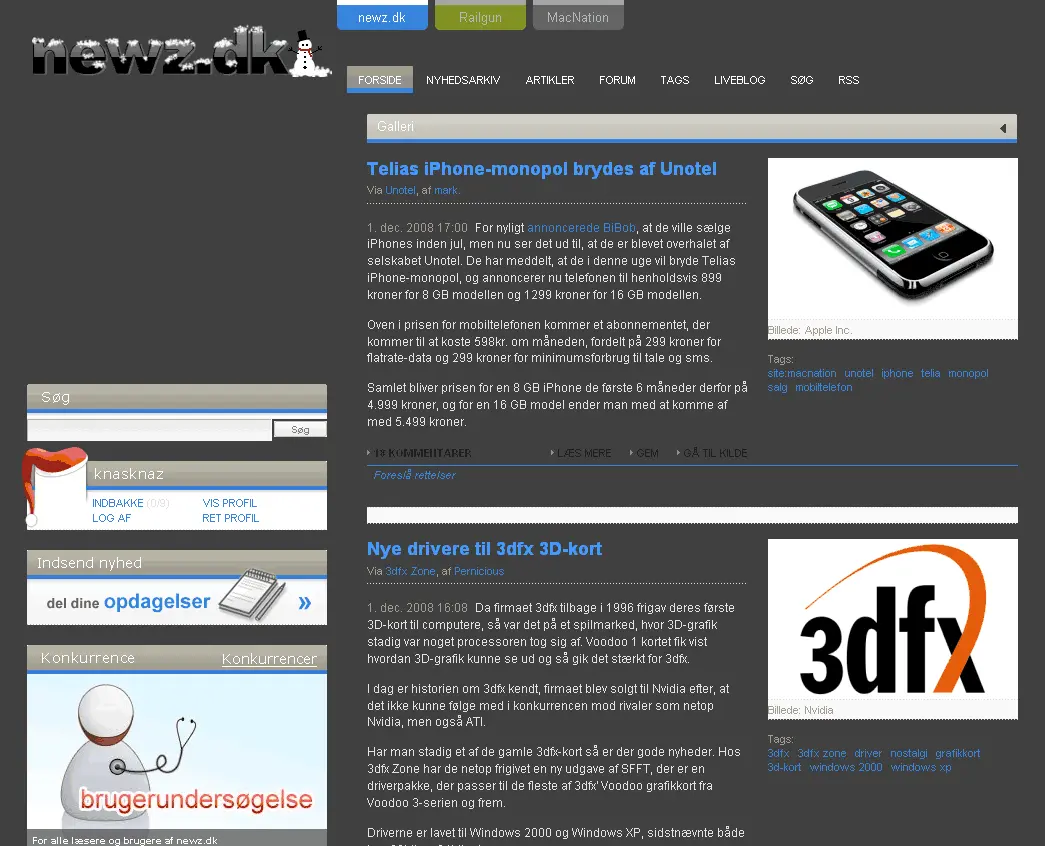 newz.dk Railgun MacNation
newz.dk
FORSIDE NYHEDSARKIV ARTIKLER FORUM TAGS LIVEBLOG SØG RSS
Galleri
Telias iPhone-monopol brydes af Unotel
Via Unotel, af mark.
1. dec. 2008 17:00 For nyligt annoncerede BiBob, at de ville sælge
iPhones inden jul, men nu ser det ud til, at de er blevet overhalet af
selskabet Unotel. De har meddelt, at de i denne uge vil bryde Telias
iPhone-monopol, og annoncerer nu telefonen til henholdsvis 899
kroner for 8 GB modellen og 1299 kroner for 16 GB modellen.
Oven i prisen for mobiltelefonen kommer et abonnementet, der
kommer til at koste 598kr. om måneden, fordelt på 299 kroner for
flatrate-data og 299 kroner for minimumsforbrug til tale og sms.
Samlet bliver prisen for en 8 GB iPhone de første 6 måneder derfor på
4.999 kroner, og for en 16 GB model ender man med at komme af
med 5.499 kroner.
KOMMENTARER LÆS MERE GEM GÅ TIL KILDE
Foreslå rettelser
Billede: Apple Inc.
Tags:
site:macnation unotel iphone telia monopol
salg mobiltelefon
Søg
Søg
knasknaz
INDBAKKE (0/9) VIS PROFIL
LOG AF RET PROFIL
Indsend nyhed
del dine opdagelser »
Konkurrence Konkurrencer
brugerundersøgelse
For alle læsere og brugere af newz.dk
Nye drivere til 3dfx 3D-kort
Via 3dfx Zone, af Pernicious
1. dec. 2008 16:08 Da firmaet 3dfx tilbage i 1996 frigav deres første
3D-kort til computere, så var det på et spilmarked, hvor 3D-grafik
stadig var noget processoren tog sig af. Voodoo 1 kortet fik vist
hvordan 3D-grafik kunne se ud og så gik det stærkt for 3dfx.
I dag er historien om 3dfx kendt, firmaet blev solgt til Nvidia efter, at
det ikke kunne følge med i konkurrencen mod rivaler som netop
Nvidia, men også ATI.
Har man stadig et af de gamle 3dfx-kort så er der gode nyheder. Hos
3dfx Zone har de netop frigivet en ny udgave af SFFT, der er en
driverpakke, der passer til de fleste af 3dfx' Voodoo grafikkort fra
Voodoo 3-serien og frem.
Driverne er lavet til Windows 2000 og Windows XP, sidstnævnte både
3dfx
Billede: Nvidia
Tags:
3dfx 3dfx zone driver nostalgi grafikkort
3d-kort windows 2000 windows xp